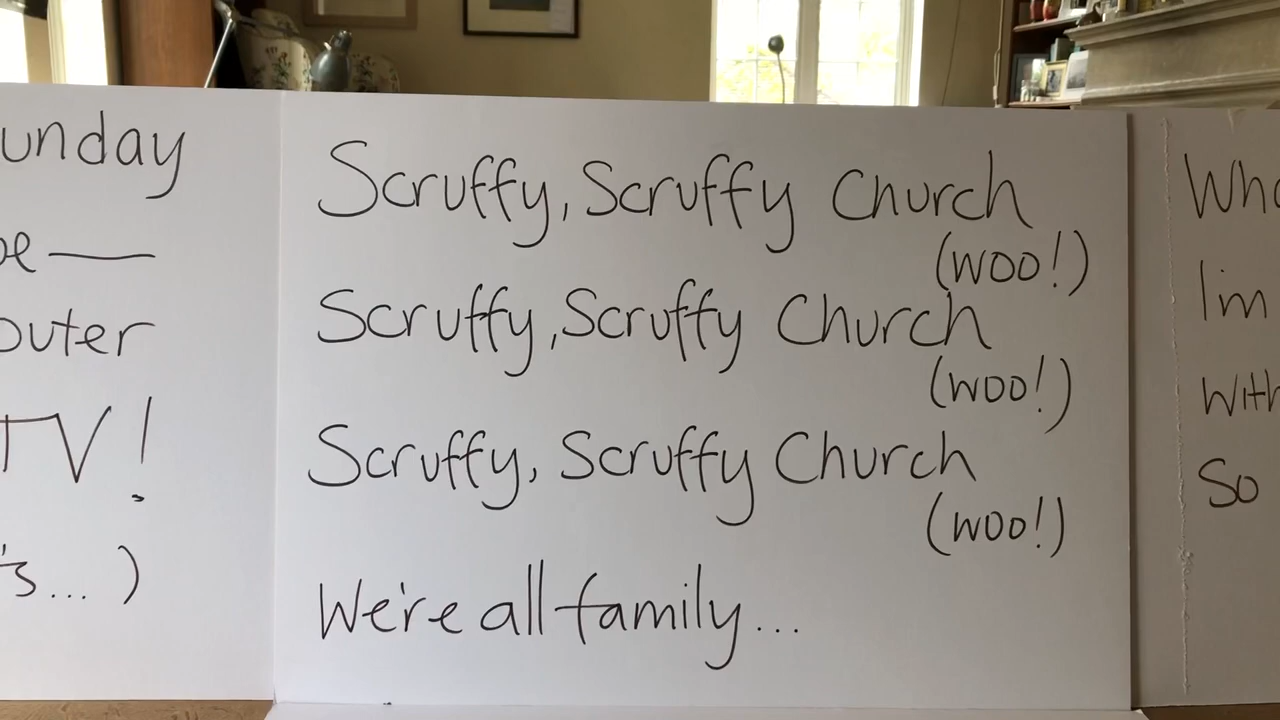 unday
outer
TV!
's...)
Scruffy, Scruffy Church
(woo!)
Scruffy, Scruffy Church
(woo!)
Scruffy, Scruffy Church
(woo!)
We're all family...
I'm
With
So